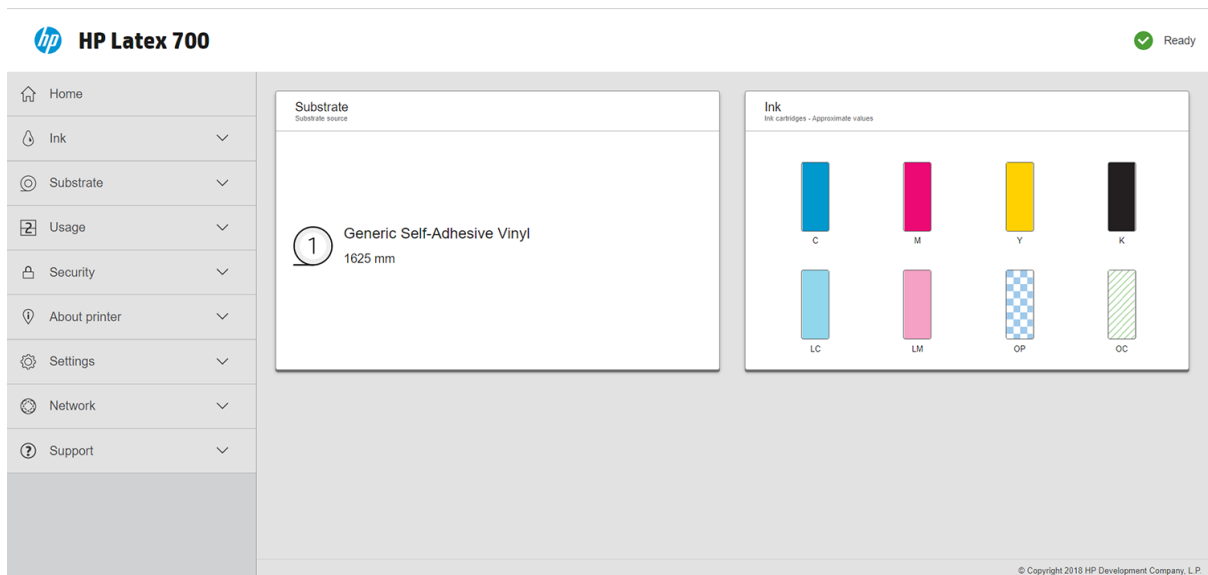 hp HP Latex 700
Ready
Home
Ink
Substrate
Usage
Security
About printer
Settings
Network
Support
Substrate
Substrate source
1 Generic Self-Adhesive Vinyl
1625 mm
Ink
Ink cartridges - Approximate values
C M Y K
LC LM OP OC
© Copyright 2018 HP Development Company, L.P.